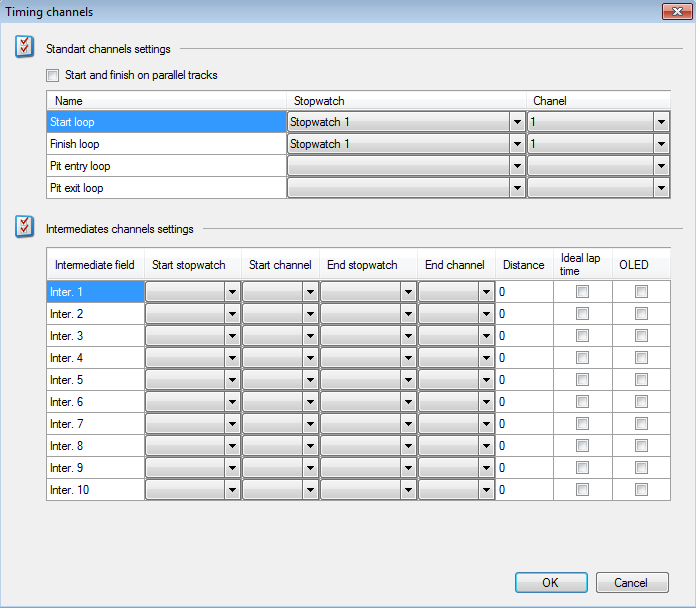 Timing channels
Standart channels settings
Start and finish on parallel tracks
Name Stopwatch Chanel
Start loop Stopwatch 1 1
Finish loop Stopwatch 1 1
Pit entry loop
Pit exit loop
Intermediates channels settings
Intermediate field Start stopwatch Start channel End stopwatch End channel Distance Ideal lap time OLED
Inter. 1 0
Inter. 2 0
Inter. 3 0
Inter. 4 0
Inter. 5 0
Inter. 6 0
Inter. 7 0
Inter. 8 0
Inter. 9 0
Inter. 10 0
OK Cancel